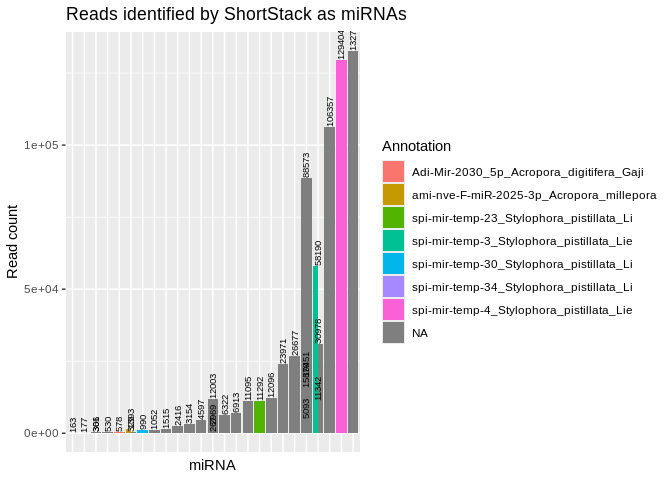 Reads identified by ShortStack as miRNAs
Read count
1e+05
5e+04
0e+00
163
177
530
578
990
1052
1515
2416
3154
4597
12003
6322
6913
11095
11292
12096
23971
26677
88573
5093
58190
30978
11342
106357
129404
1327
miRNA
Annotation
Adi-Mir-2030_5p_Acropora_digitifera_Gaji
ami-nve-F-miR-2025-3p_Acropora_millepora
spi-mir-temp-23_Stylophora_pistillata_Li
spi-mir-temp-3_Stylophora_pistillata_Lie
spi-mir-temp-30_Stylophora_pistillata_Li
spi-mir-temp-34_Stylophora_pistillata_Li
spi-mir-temp-4_Stylophora_pistillata_Lie
NA